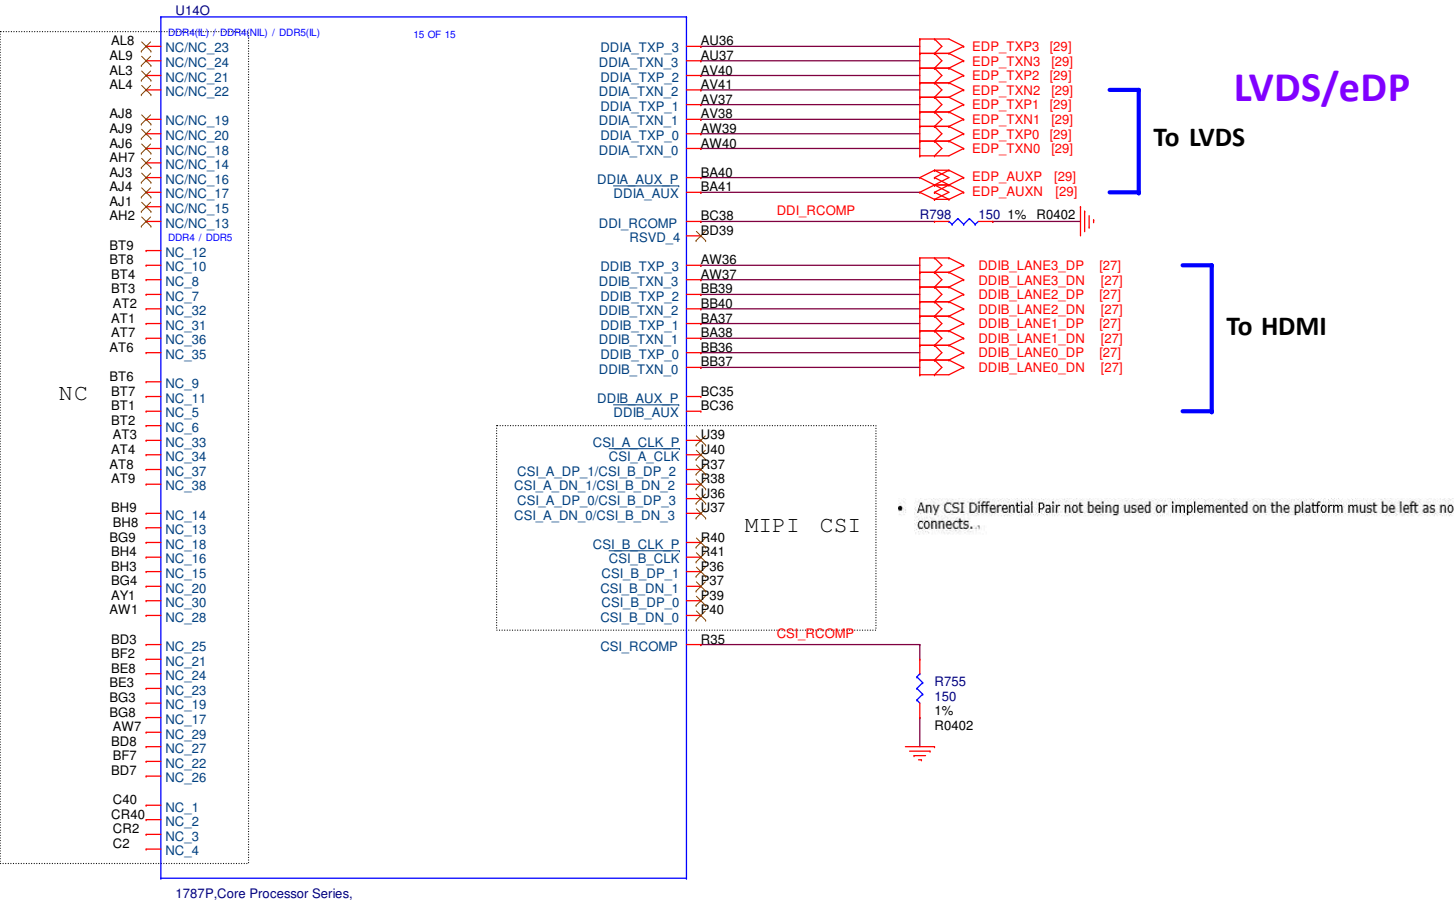 U14O
DDR4(IL) / DDR4(NIL) / DDR5(IL)
15 OF 15
AL8 NC/NC_23
AL9 NC/NC_24
AL3 NC/NC_21
AL4 NC/NC_22
AJ8 NC/NC_19
AJ9 NC/NC_20
AJ6 NC/NC_18
AH7 NC/NC_14
AJ3 NC/NC_16
AJ4 NC/NC_17
AJ1 NC/NC_15
AH2 NC/NC_13
DDR4 / DDR5
BT9 NC_12
BT8 NC_10
BT4 NC_8
BT3 NC_7
AT2 NC_32
AT1 NC_31
AT7 NC_36
AT6 NC_35
NC
BT6 NC_9
BT7 NC_11
BT1 NC_5
BT2 NC_6
AT3 NC_33
AT4 NC_34
AT8 NC_37
AT9 NC_38
BH9 NC_14
BH8 NC_13
BG9 NC_18
BH4 NC_16
BH3 NC_15
BG4 NC_20
AY1 NC_30
AW1 NC_28
BD3 NC_25
BF2 NC_21
BE8 NC_24
BE3 NC_23
BG3 NC_19
BG8 NC_17
AW7 NC_29
BD8 NC_27
BF7 NC_22
BD7 NC_26
C40 NC_1
CR40 NC_2
CR2 NC_3
C2 NC_4
DDIA_TXP_3 AU36 EDP_TXP3 [29]
DDIA_TXN_3 AU37 EDP_TXN3 [29]
DDIA_TXP_2 AV40 EDP_TXP2 [29]
DDIA_TXN_2 AV41 EDP_TXN2 [29]
DDIA_TXP_1 AV37 EDP_TXP1 [29]
DDIA_TXN_1 AV38 EDP_TXN1 [29]
DDIA_TXP_0 AW39 EDP_TXP0 [29]
DDIA_TXN_0 AW40 EDP_TXN0 [29]
DDIA_AUX_P BA40 EDP_AUXP [29]
DDIA_AUX BA41 EDP_AUXN [29]
LVDS/eDP
To LVDS
DDI_RCOMP BC38 DDI_RCOMP R798 150 1% R0402
RSVD_4 BD39
DDIB_TXP_3 AW36 DDIB_LANE3_DP [27]
DDIB_TXN_3 AW37 DDIB_LANE3_DN [27]
DDIB_TXP_2 BB39 DDIB_LANE2_DP [27]
DDIB_TXN_2 BB40 DDIB_LANE2_DN [27]
DDIB_TXP_1 BA37 DDIB_LANE1_DP [27]
DDIB_TXN_1 BA38 DDIB_LANE1_DN [27]
DDIB_TXP_0 BB36 DDIB_LANE0_DP [27]
DDIB_TXN_0 BB37 DDIB_LANE0_DN [27]
To HDMI
DDIB_AUX_P BC35
DDIB_AUX BC36
CSI_A_CLK_P U39
CSI_A_CLK U40
CSI_A_DP_1/CSI_B_DP_2 R37
CSI_A_DN_1/CSI_B_DN_2 R38
CSI_A_DP_0/CSI_B_DP_3 U36
CSI_A_DN_0/CSI_B_DN_3 U37
MIPI CSI
CSI_B_CLK_P R40
CSI_B_CLK R41
CSI_B_DP_1 P36
CSI_B_DN_1 P37
CSI_B_DP_0 P39
CSI_B_DN_0 P40
• Any CSI Differential Pair not being used or implemented on the platform must be left as no
connects.
CSI_RCOMP R35 CSI_RCOMP
R755
150
1%
R0402
1787P,Core Processor Series,